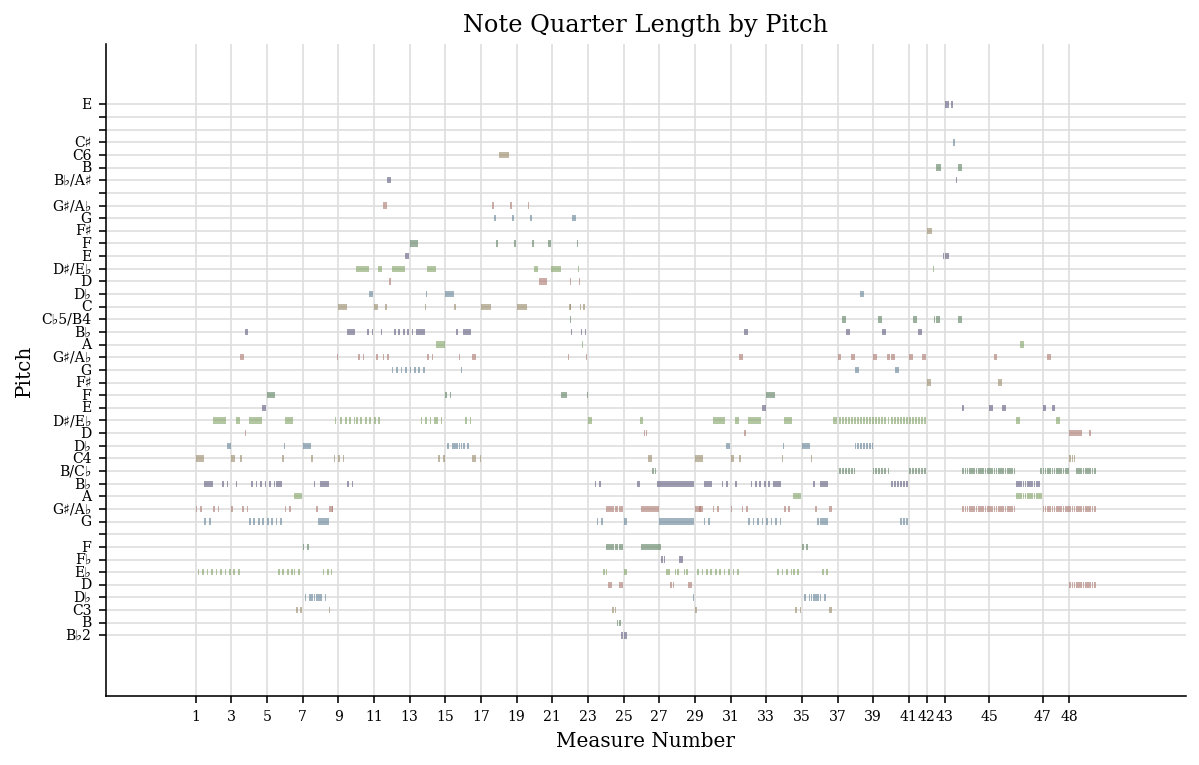 Note Quarter Length by Pitch
E
C♯
C6
B
B♭/A♯
G♯/A♭
G
F♯
F
E
D♯/E♭
D
D♭
C
C♭5/B4
B♭
A
G♯/A♭
G
F♯
F
E
D♯/E♭
D
D♭
C4
B/C♭
B♭
A
G♯/A♭
G
F
F♭
E♭
D
D♭
C3
B
B♭2
Pitch
1 3 5 7 9 11 13 15 17 19 21 23 25 27 29 31 33 35 37 39 41 42 43 45 47 48
Measure Number